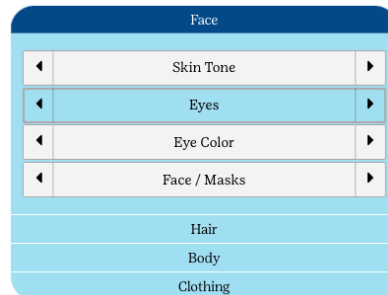 Face
Skin Tone
Eyes
Eye Color
Face / Masks
Hair
Body
Clothing